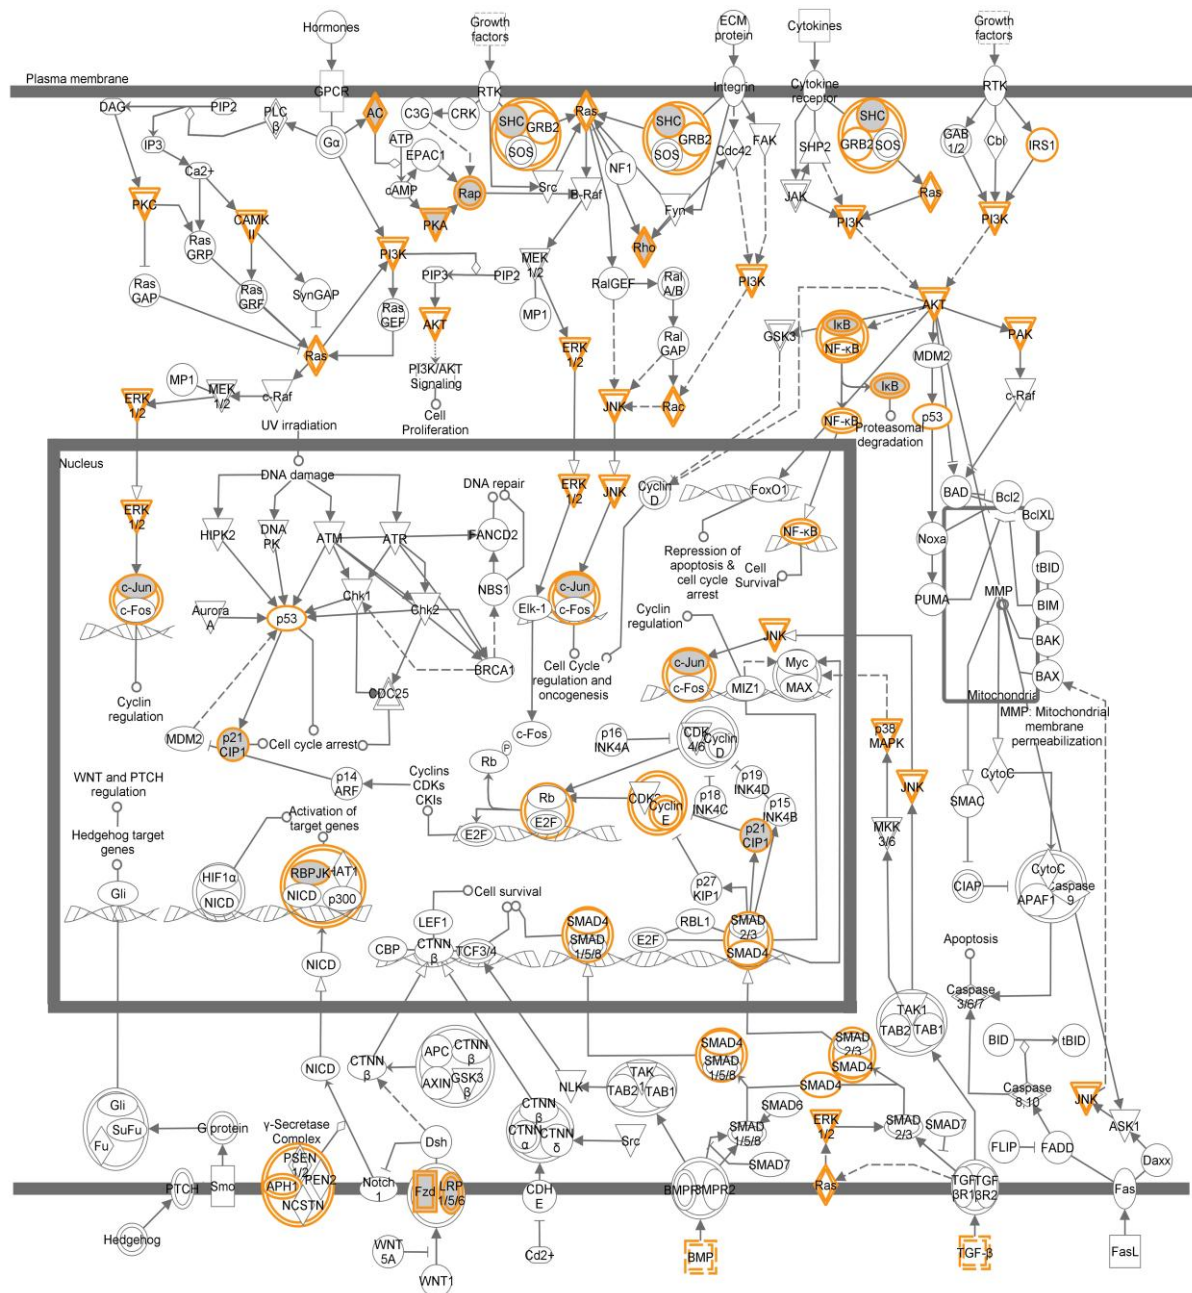 Hormones
Growth
factors
ECM
protein
Cytokines
Growth
factors
Plasma membrane
GPCR
RTK
Integrin
Cytokine
receptor
RTK
DAG
PIP2
PLC
β
AC
C3G
CRK
SHC
GRB2
SOS
Ras
SHC
GRB2
SOS
Cdc42
FAK
SHP2
SHC
GRB2
SOS
GAB
1/2
Cbl
IRS1
IP3
Gα
ATP
EPAC1
cAMP
Rap
Src
B-Raf
NF1
Fyn
JAK
PI3K
Ras
PI3K
Ca2+
PKC
CAMK
II
PKA
Rho
Ras
GRP
PI3K
MEK
1/2
RalGEF
Ral
A/B
PI3K
Ras
GAP
Ras
GRF
SynGAP
PIP3
PIP2
Ras
GEF
AKT
MP1
AKT
GSK3
IκB
NF-κB
PAK
Ras
PI3K/AKT
Signaling
ERK
1/2
Ral
GAP
MDM2
MP1
MEK
1/2
c-Raf
IκB
c-Raf
ERK
1/2
Cell
Proliferation
JNK
Rac
NF-κB
Proteasomal
degradation
p53
UV irradiation
Nucleus
DNA damage
DNA repair
ERK
1/2
JNK
Cyclin
D
FoxO1
BAD
Bcl2
BclXL
ERK
1/2
HIPK2
DNA
PK
ATM
ATR
FANCD2
NF-κB
Noxa
Repression of
apoptosis &
cell cycle
arrest
Cell
Survival
c-Jun
c-Fos
Aurora
A
p53
Chk1
Chk2
NBS1
Elk-1
c-Jun
c-Fos
PUMA
MMP
tBID
BIM
BAK
BAX
Cyclin
regulation
JNK
BRCA1
Cell Cycle
regulation and
oncogenesis
c-Jun
c-Fos
MIZ1
Myc
MAX
Cyclin
regulation
CDC25
Mitochondria
MMP: Mitochondrial
membrane
permeabilization
MDM2
p21
CIP1
Cell cycle arrest
c-Fos
p16
INK4A
CDK
4/6
Cyclin
D
p38
MAPK
WNT and PTCH
regulation
p14
ARF
Cyclins
CDKs
CKIs
Rb
P
p18
INK4C
p19
INK4D
p15
INK4B
JNK
CytoC
SMAC
Hedgehog target
genes
Activation of
target genes
E2F
Rb
E2F
CDK2
Cyclin
E
p21
CIP1
MKK
3/6
Gli
HIF1α
NICD
RBPJK
HAT1
NICD
p300
Cell survival
p27
KIP1
CIAP
CytoC
APAF1
Caspase
9
LEF1
CBP
CTNN
β
TCF3/4
SMAD4
SMAD
1/5/8
E2F
RBL1
SMAD
2/3
SMAD4
Apoptosis
NICD
Caspase
3/6/7
TAK1
TAB2
TAB1
NICD
CTNN
β
APC
CTNN
β
AXIN
GSK3
β
NLK
TAK
1
TAB2
TAB1
SMAD4
SMAD
1/5/8
SMAD
2/3
SMAD4
SMAD4
BID
tBID
Caspase
8,10
JNK
Gli
SuFu
Fu
G protein
γ-Secretase
Complex
PSEN
1/2
APH1
PEN2
NCSTN
Dsh
CTNN
β
CTNN
α
CTNN
δ
Src
SMAD6
SMAD
1/5/8
SMAD7
ERK
1/2
SMAD
2/3
SMAD7
FLIP
FADD
ASK1
Daxx
PTCH
Smo
Notch
1
Fzd
LRP
1/5/6
CDH
E
BMPR1
BMPR2
Ras
TGF
βR1
TGF
βR2
Fas
Hedgehog
WNT
5A
WNT1
Cd2+
BMP
TGF-β
FasL